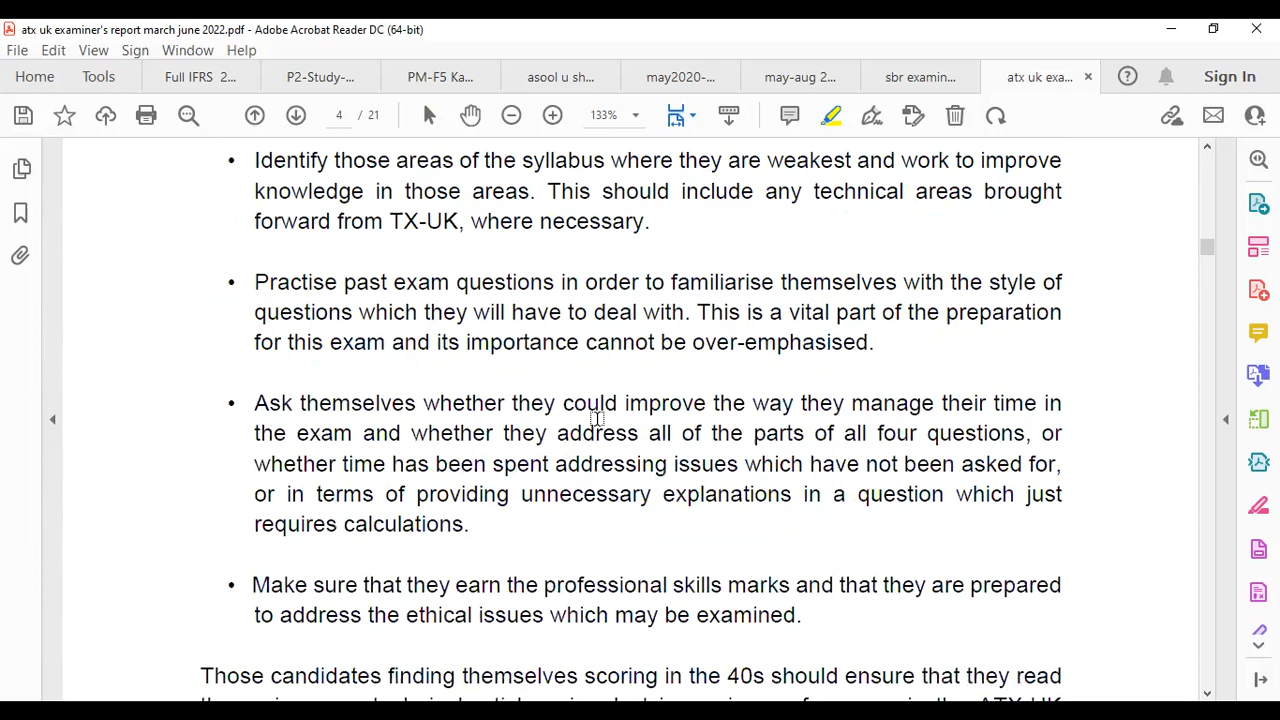 atx uk examiner's report march june 2022.pdf - Adobe Acrobat Reader DC (64-bit)
File Edit View Sign Window Help
Home Tools Full IFRS 2... P2-Study-... PM-F5 Ka... asool u sh... may2020-... may-aug 2... sbr examin... atx uk exa... Sign In
4 / 21 133%
• Identify those areas of the syllabus where they are weakest and work to improve
knowledge in those areas. This should include any technical areas brought
forward from TX-UK, where necessary.
• Practise past exam questions in order to familiarise themselves with the style of
questions which they will have to deal with. This is a vital part of the preparation
for this exam and its importance cannot be over-emphasised.
• Ask themselves whether they could improve the way they manage their time in
the exam and whether they address all of the parts of all four questions, or
whether time has been spent addressing issues which have not been asked for,
or in terms of providing unnecessary explanations in a question which just
requires calculations.
• Make sure that they earn the professional skills marks and that they are prepared
to address the ethical issues which may be examined.
Those candidates finding themselves scoring in the 40s should ensure that they read